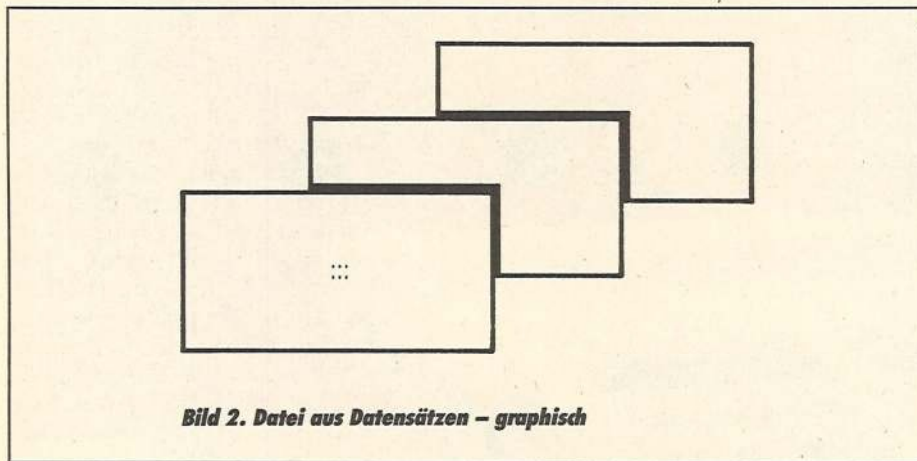 :::
Bild 2. Datei aus Datensätzen – graphisch